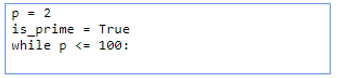 p = 2
is_prime = True
while p <= 100: